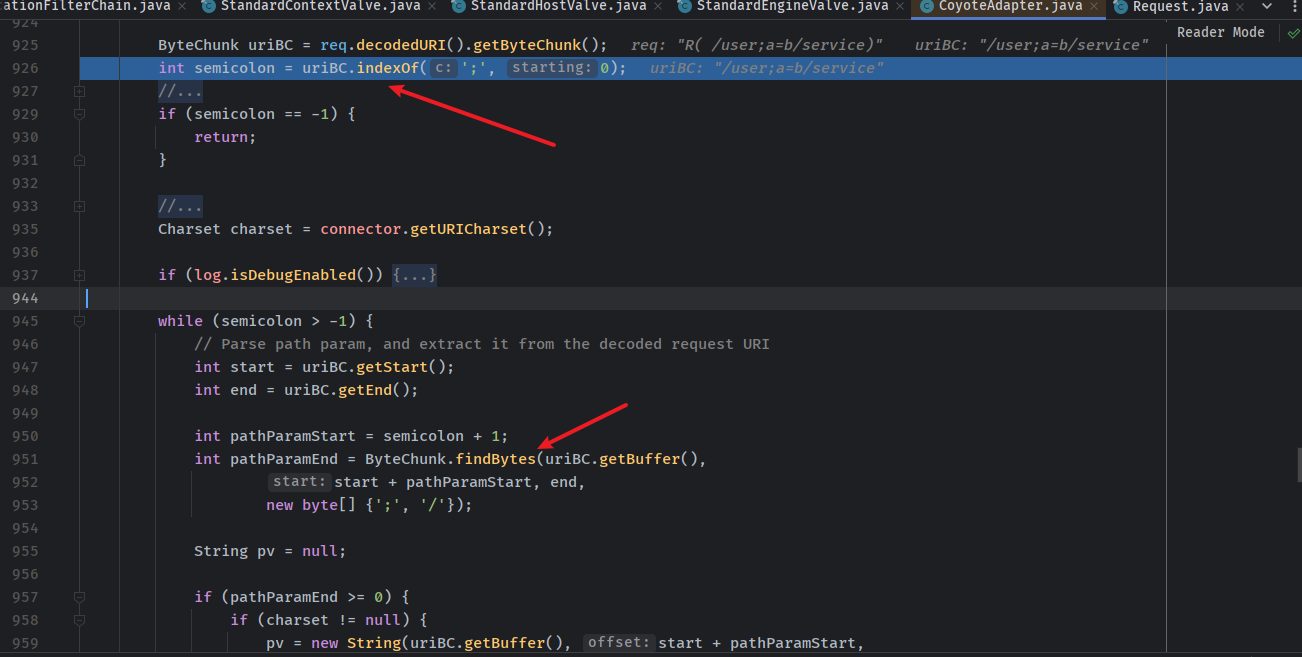 ationFilterChain.java × StandardContextValve.java × StandardHostValve.java × StandardEngineValve.java × CoyoteAdapter.java × Request.java ×
924
Reader Mode
925 ByteChunk uriBC = req.decodedURI().getByteChunk(); req: "R( /user;a=b/service)" uriBC: "/user;a=b/service"
926 int semicolon = uriBC.indexOf( c: ';', starting: 0); uriBC: "/user;a=b/service"
927 //...
929 if (semicolon == -1) {
930 return;
931 }
932
933 //...
935 Charset charset = connector.getURICharset();
936
937 if (log.isDebugEnabled()) {...}
944
945 while (semicolon > -1) {
946 // Parse path param, and extract it from the decoded request URI
947 int start = uriBC.getStart();
948 int end = uriBC.getEnd();
949
950 int pathParamStart = semicolon + 1;
951 int pathParamEnd = ByteChunk.findBytes(uriBC.getBuffer(),
952 start: start + pathParamStart, end,
953 new byte[] {';', '/'});
954
955 String pv = null;
956
957 if (pathParamEnd >= 0) {
958 if (charset != null) {
959 pv = new String(uriBC.getBuffer(), offset: start + pathParamStart,